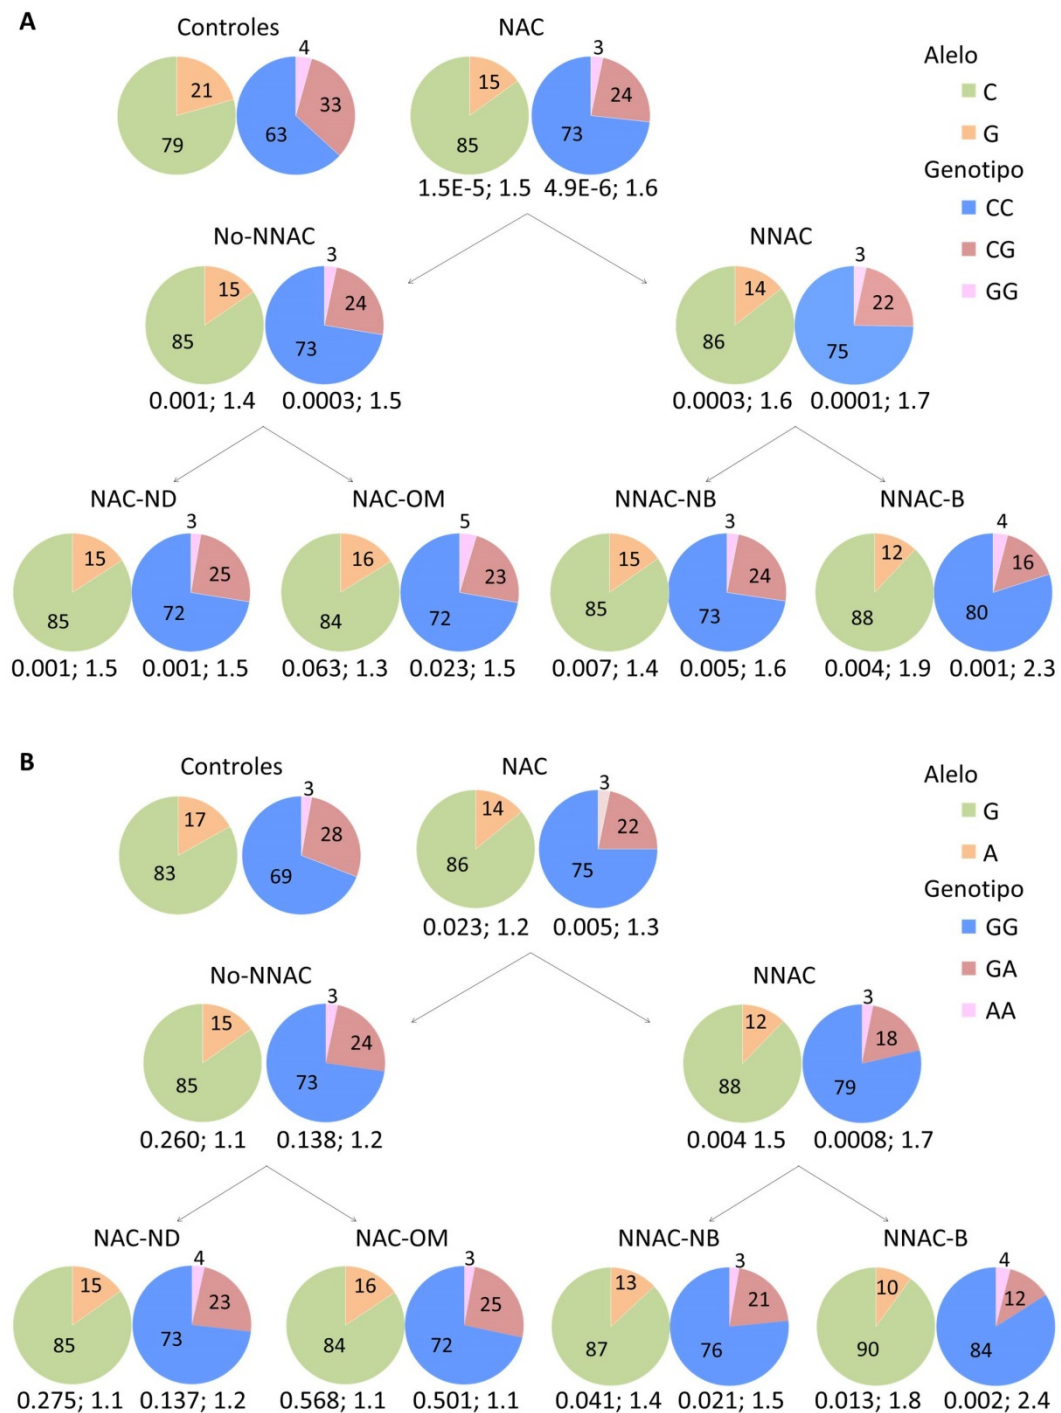 A
Controles
NAC
Alelo
C
G
Genotipo
CC
CG
GG
21
79
4
33
63
15
85
3
24
73
1.5E-5; 1.5 4.9E-6; 1.6
No-NNAC
NNAC
15
85
3
24
73
14
86
3
22
75
0.001; 1.4 0.0003; 1.5
0.0003; 1.6 0.0001; 1.7
NAC-ND
NAC-OM
NNAC-NB
NNAC-B
15
85
3
25
72
16
84
5
23
72
15
85
3
24
73
12
88
4
16
80
0.001; 1.5 0.001; 1.5
0.063; 1.3 0.023; 1.5
0.007; 1.4 0.005; 1.6
0.004; 1.9 0.001; 2.3
B
Controles
NAC
Alelo
G
A
Genotipo
GG
GA
AA
17
83
3
28
69
14
86
3
22
75
0.023; 1.2 0.005; 1.3
No-NNAC
NNAC
15
85
3
24
73
12
88
3
18
79
0.260; 1.1 0.138; 1.2
0.004 1.5 0.0008; 1.7
NAC-ND
NAC-OM
NNAC-NB
NNAC-B
15
85
4
23
73
16
84
3
25
72
13
87
3
21
76
10
90
4
12
84
0.275; 1.1 0.137; 1.2
0.568; 1.1 0.501; 1.1
0.041; 1.4 0.021; 1.5
0.013; 1.8 0.002; 2.4